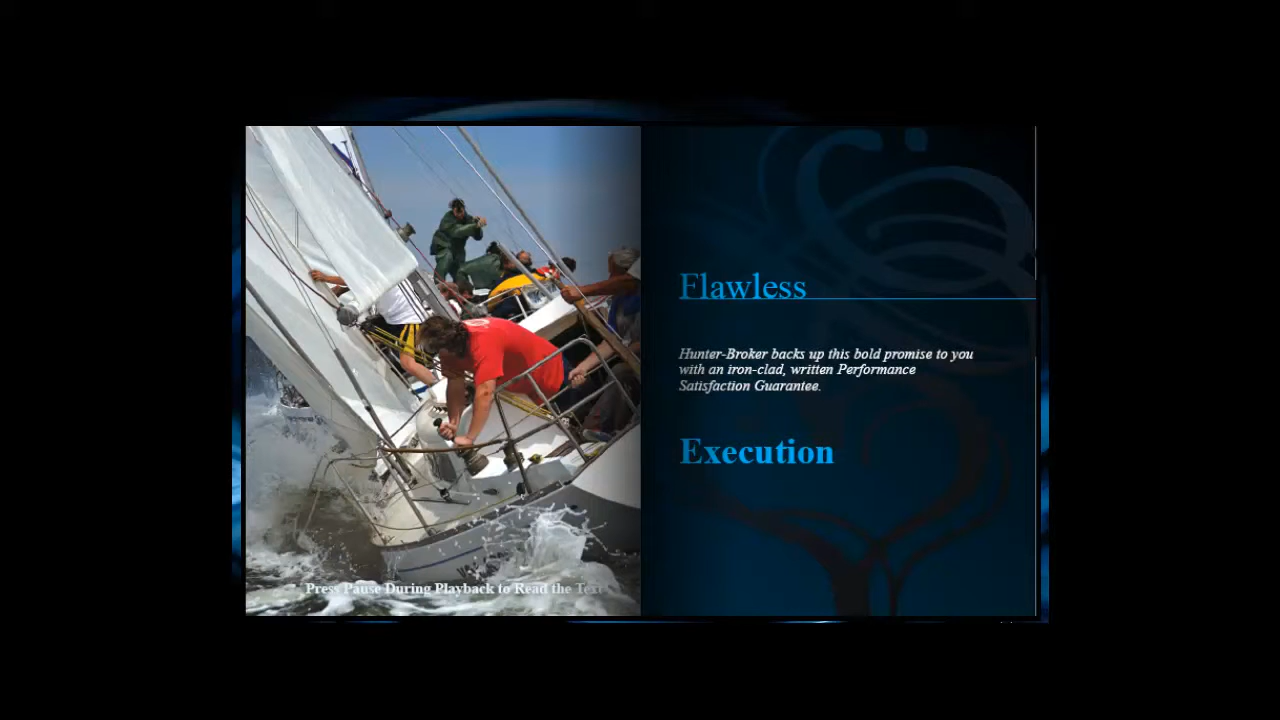 Flawless
Hunter-Broker backs up this bold promise to you
with an iron-clad, written Performance
Satisfaction Guarantee.
Execution
Press Pause During Playback to Read the Text